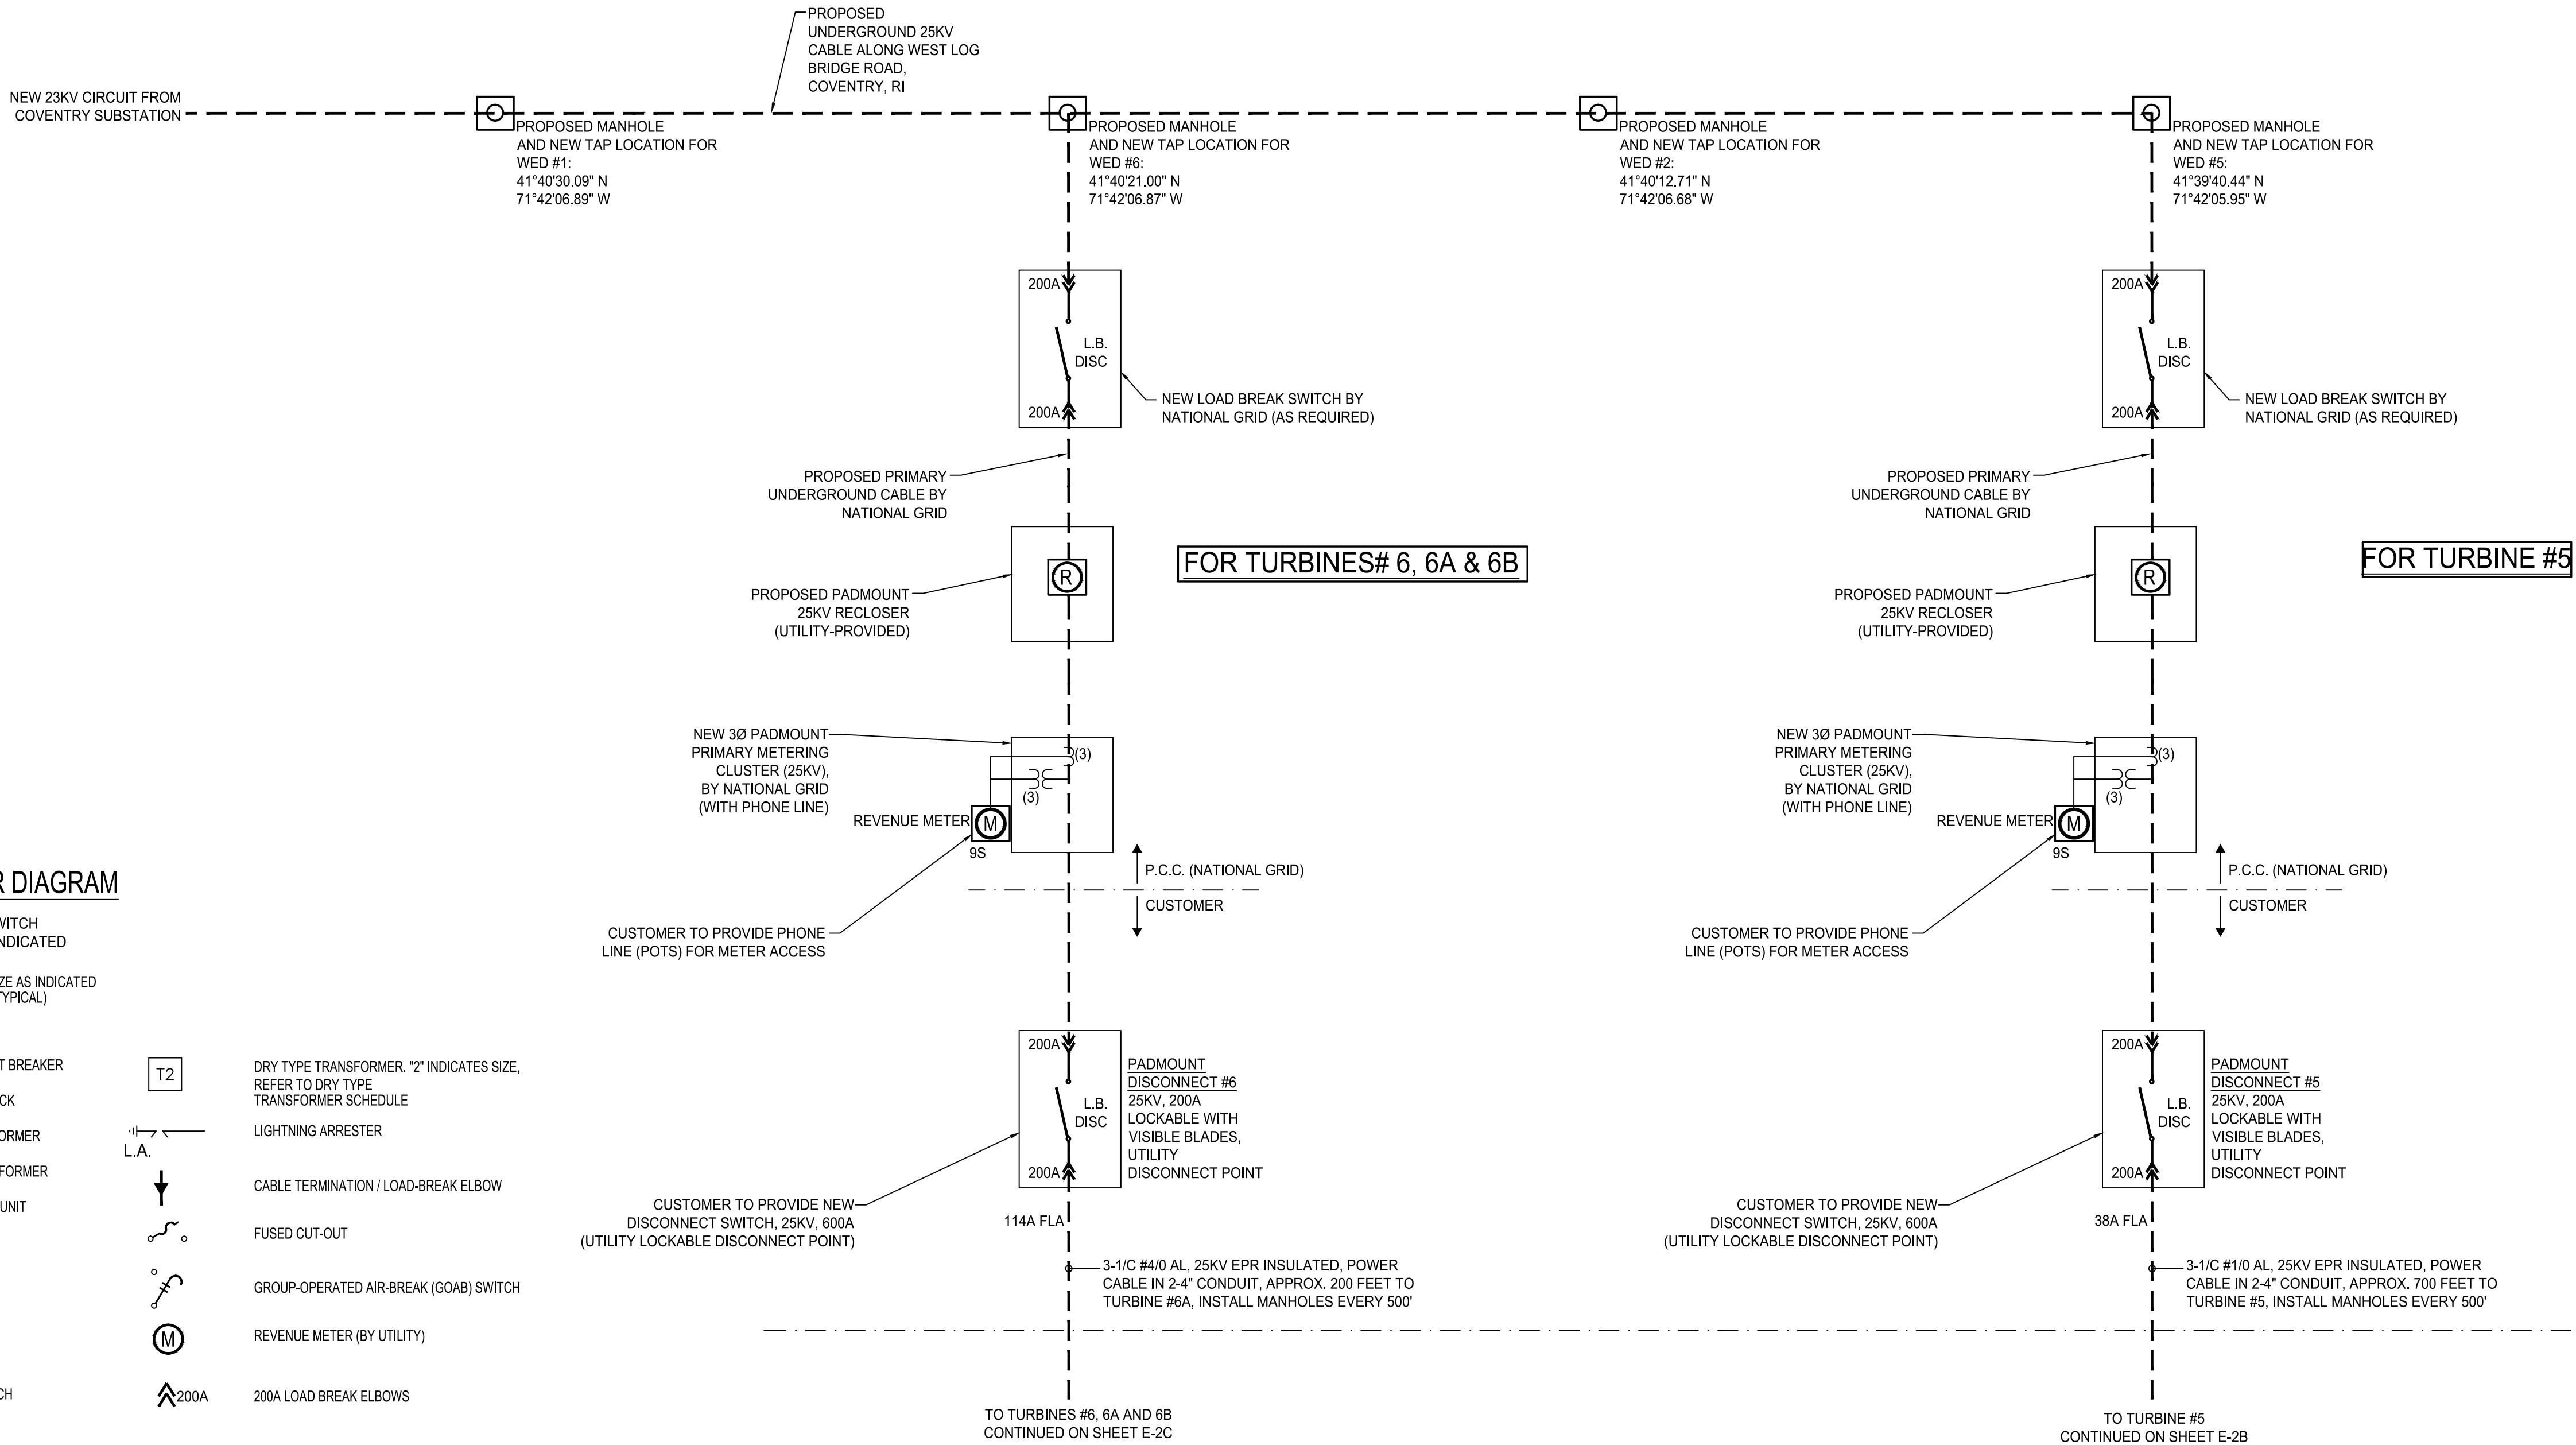 PROPOSED
UNDERGROUND 25KV
CABLE ALONG WEST LOG
BRIDGE ROAD,
COVENTRY, RI
NEW 23KV CIRCUIT FROM
COVENTRY SUBSTATION
PROPOSED MANHOLE
AND NEW TAP LOCATION FOR
WED #1:
41°40'30.09" N
71°42'06.89" W
PROPOSED MANHOLE
AND NEW TAP LOCATION FOR
WED #6:
41°40'21.00" N
71°42'06.87" W
PROPOSED MANHOLE
AND NEW TAP LOCATION FOR
WED #2:
41°40'12.71" N
71°42'06.68" W
PROPOSED MANHOLE
AND NEW TAP LOCATION FOR
WED #5:
41°39'40.44" N
71°42'05.95" W
200A
L.B.
DISC
200A
NEW LOAD BREAK SWITCH BY
NATIONAL GRID (AS REQUIRED)
PROPOSED PRIMARY
UNDERGROUND CABLE BY
NATIONAL GRID
R
PROPOSED PADMOUNT
25KV RECLOSER
(UTILITY-PROVIDED)
FOR TURBINES# 6, 6A & 6B
NEW 3Ø PADMOUNT
PRIMARY METERING
CLUSTER (25KV),
BY NATIONAL GRID
(WITH PHONE LINE)
(3)
(3)
REVENUE METER
M
9S
P.C.C. (NATIONAL GRID)
CUSTOMER
CUSTOMER TO PROVIDE PHONE
LINE (POTS) FOR METER ACCESS
200A
L.B.
DISC
200A
PADMOUNT
DISCONNECT #6
25KV, 200A
LOCKABLE WITH
VISIBLE BLADES,
UTILITY
DISCONNECT POINT
CUSTOMER TO PROVIDE NEW
DISCONNECT SWITCH, 25KV, 600A
(UTILITY LOCKABLE DISCONNECT POINT)
114A FLA
3-1/C #4/0 AL, 25KV EPR INSULATED, POWER
CABLE IN 2-4" CONDUIT, APPROX. 200 FEET TO
TURBINE #6A, INSTALL MANHOLES EVERY 500'
TO TURBINES #6, 6A AND 6B
CONTINUED ON SHEET E-2C
200A
L.B.
DISC
200A
NEW LOAD BREAK SWITCH BY
NATIONAL GRID (AS REQUIRED)
PROPOSED PRIMARY
UNDERGROUND CABLE BY
NATIONAL GRID
R
PROPOSED PADMOUNT
25KV RECLOSER
(UTILITY-PROVIDED)
FOR TURBINE #5
NEW 3Ø PADMOUNT
PRIMARY METERING
CLUSTER (25KV),
BY NATIONAL GRID
(WITH PHONE LINE)
(3)
(3)
REVENUE METER
M
9S
P.C.C. (NATIONAL GRID)
CUSTOMER
CUSTOMER TO PROVIDE PHONE
LINE (POTS) FOR METER ACCESS
200A
L.B.
DISC
200A
PADMOUNT
DISCONNECT #5
25KV, 200A
LOCKABLE WITH
VISIBLE BLADES,
UTILITY
DISCONNECT POINT
CUSTOMER TO PROVIDE NEW
DISCONNECT SWITCH, 25KV, 600A
(UTILITY LOCKABLE DISCONNECT POINT)
38A FLA
3-1/C #1/0 AL, 25KV EPR INSULATED, POWER
CABLE IN 2-4" CONDUIT, APPROX. 700 FEET TO
TURBINE #5, INSTALL MANHOLES EVERY 500'
TO TURBINE #5
CONTINUED ON SHEET E-2B
R DIAGRAM
WITCH
NDICATED
ZE AS INDICATED
TYPICAL)
T BREAKER
CK
ORMER
FORMER
UNIT
CH
T2
DRY TYPE TRANSFORMER. "2" INDICATES SIZE,
REFER TO DRY TYPE
TRANSFORMER SCHEDULE
L.A.
LIGHTNING ARRESTER
CABLE TERMINATION / LOAD-BREAK ELBOW
FUSED CUT-OUT
GROUP-OPERATED AIR-BREAK (GOAB) SWITCH
M
REVENUE METER (BY UTILITY)
200A
200A LOAD BREAK ELBOWS